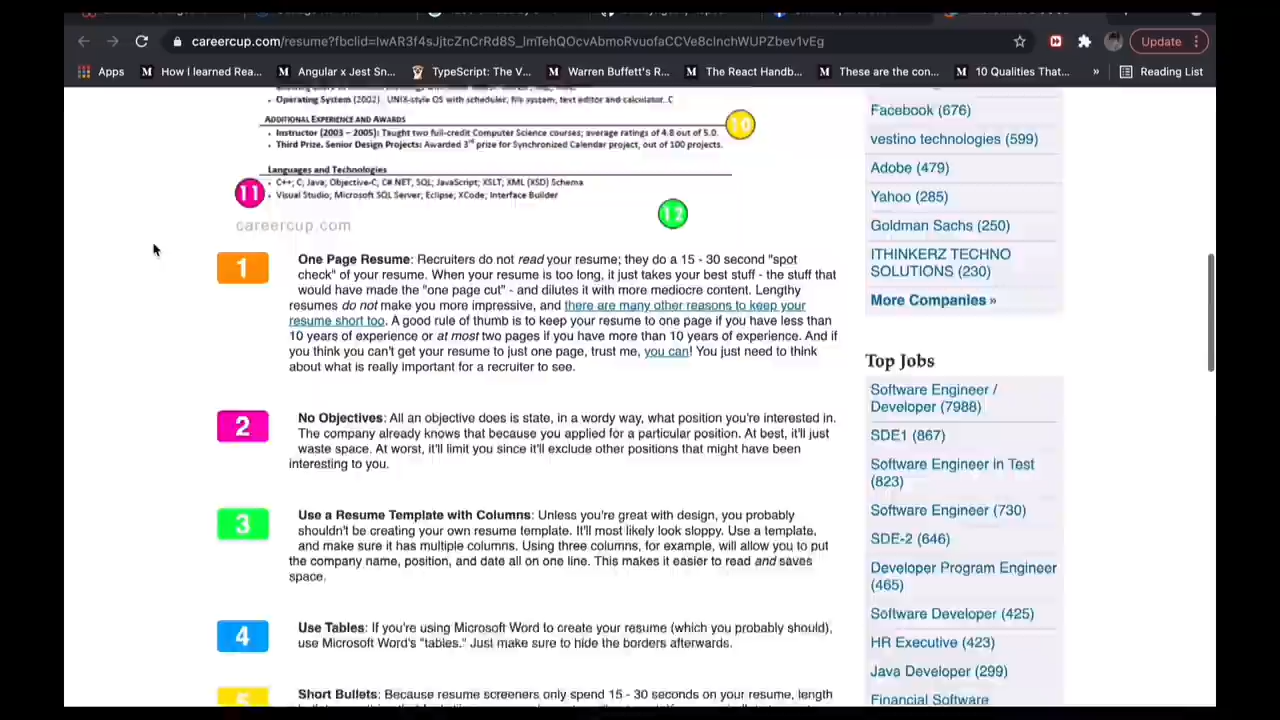 careercup.com/resume?fbclid=IwAR3f4sJjtcZnCrRd8S_lmTehQOcvAbmoRvuofaCCVe8cInchWUPZbev1vEg
Update
Apps
How I learned Rea...
Angular x Jest Sn...
TypeScript: The V...
Warren Buffett's R...
The React Handb...
These are the con...
10 Qualities That...
»
Reading List
• Operating System (2002) UNIX-style OS with scheduler, file system, text editor and calculator. C
ADDITIONAL EXPERIENCE AND AWARDS
10
• Instructor (2003 – 2005): Taught two full-credit Computer Science courses; average ratings of 4.8 out of 5.0.
• Third Prize, Senior Design Projects: Awarded 3rd prize for Synchronized Calendar project, out of 100 projects.
Languages and Technologies
11
• C++; C; Java; Objective-C, C#.NET, SQL; JavaScript; XSLT; XML (XSD) Schema
• Visual Studio; Microsoft SQL Server; Eclipse; XCode; Interface Builder
12
careercup.com
1
One Page Resume: Recruiters do not read your resume; they do a 15 - 30 second "spot
check" of your resume. When your resume is too long, it just takes your best stuff - the stuff that
would have made the "one page cut" - and dilutes it with more mediocre content. Lengthy
resumes do not make you more impressive, and there are many other reasons to keep your
resume short too. A good rule of thumb is to keep your resume to one page if you have less than
10 years of experience or at most two pages if you have more than 10 years of experience. And if
you think you can't get your resume to just one page, trust me, you can! You just need to think
about what is really important for a recruiter to see.
2
No Objectives: All an objective does is state, in a wordy way, what position you're interested in.
The company already knows that because you applied for a particular position. At best, it'll just
waste space. At worst, it'll limit you since it'll exclude other positions that might have been
interesting to you.
3
Use a Resume Template with Columns: Unless you're great with design, you probably
shouldn't be creating your own resume template. It'll most likely look sloppy. Use a template,
and make sure it has multiple columns. Using three columns, for example, will allow you to put
the company name, position, and date all on one line. This makes it easier to read and saves
space.
4
Use Tables: If you're using Microsoft Word to create your resume (which you probably should),
use Microsoft Word's "tables." Just make sure to hide the borders afterwards.
5
Short Bullets: Because resume screeners only spend 15 - 30 seconds on your resume, length
Facebook (676)
vestino technologies (599)
Adobe (479)
Yahoo (285)
Goldman Sachs (250)
ITHINKERZ TECHNO
SOLUTIONS (230)
More Companies »
Top Jobs
Software Engineer /
Developer (7988)
SDE1 (867)
Software Engineer in Test
(823)
Software Engineer (730)
SDE-2 (646)
Developer Program Engineer
(465)
Software Developer (425)
HR Executive (423)
Java Developer (299)
Financial Software